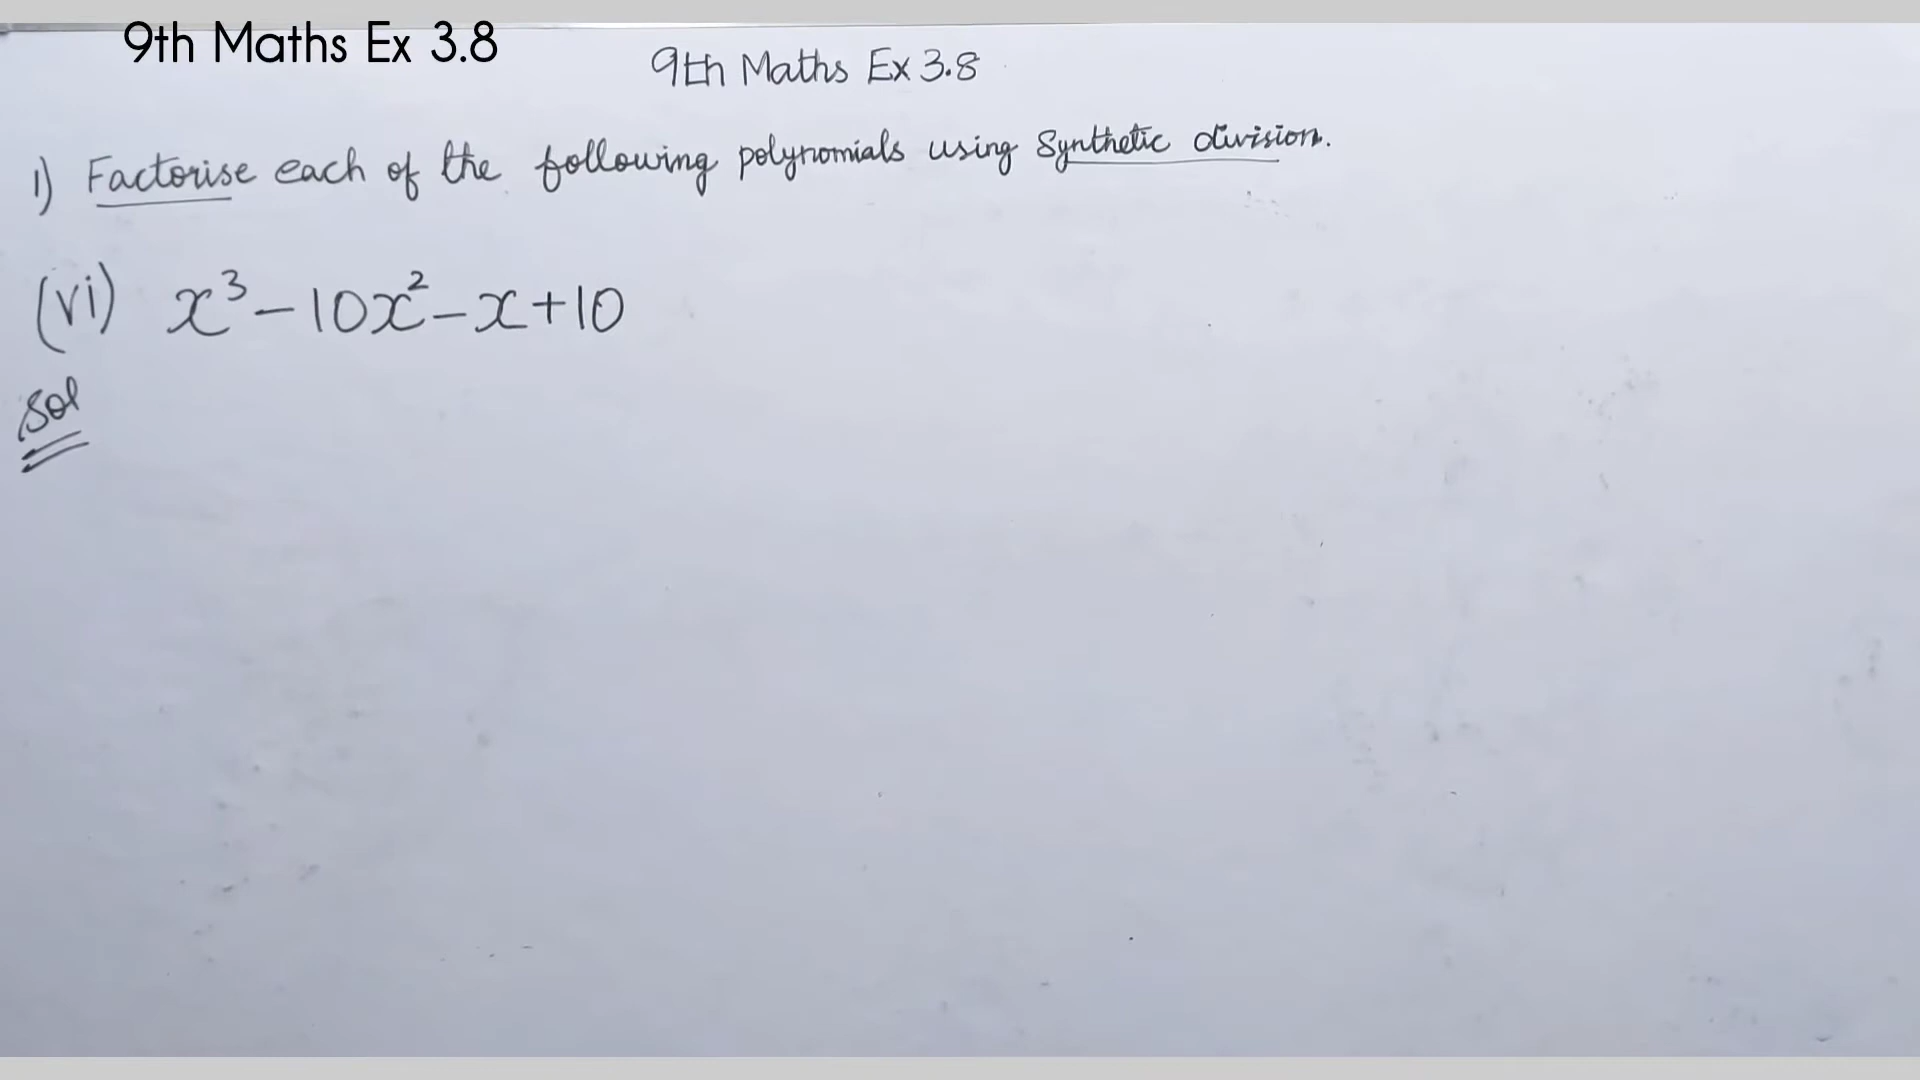 9th Maths Ex 3.8
9th Maths Ex 3.8
1) Factorise each of the following polynomials using Synthetic division.
(vi) x³ – 10x² – x + 10
Sol